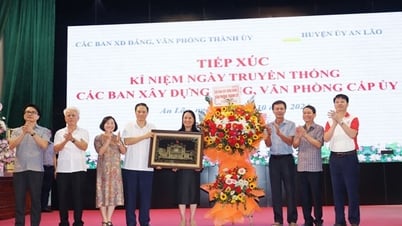 CÁC BAN XD ĐẢNG, VĂN PHÒNG THÀNH ỦY
HUYỆN ỦY AN LÃO
TIẾP XÚC
KỈ NIỆM NGÀY TRUYỀN THỐNG
CÁC BAN XÂY DỰNG VĂN PHÒNG CẤP ỦY
An Lão